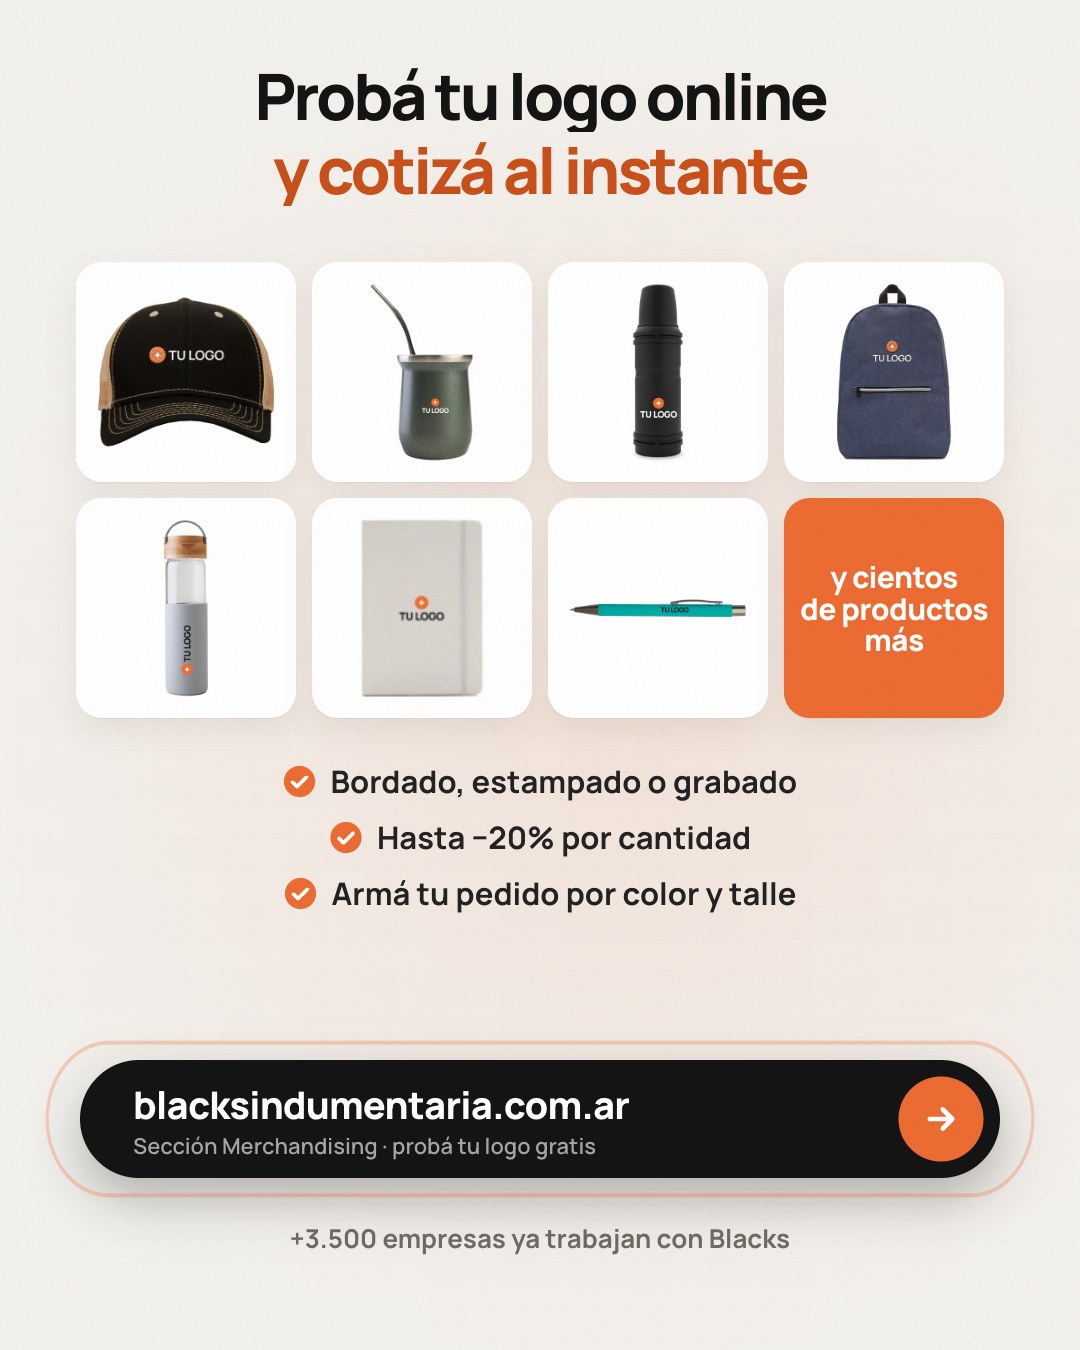 Probá tu logo online
y cotizá al instante
TU LOGO
TU LOGO
TU LOGO
TU LOGO
TU LOGO
TU LOGO
TU LOGO
y cientos
de productos
más
Bordado, estampado o grabado
Hasta −20% por cantidad
Armá tu pedido por color y talle
blacksindumentaria.com.ar
Sección Merchandising · probá tu logo gratis
+3.500 empresas ya trabajan con Blacks